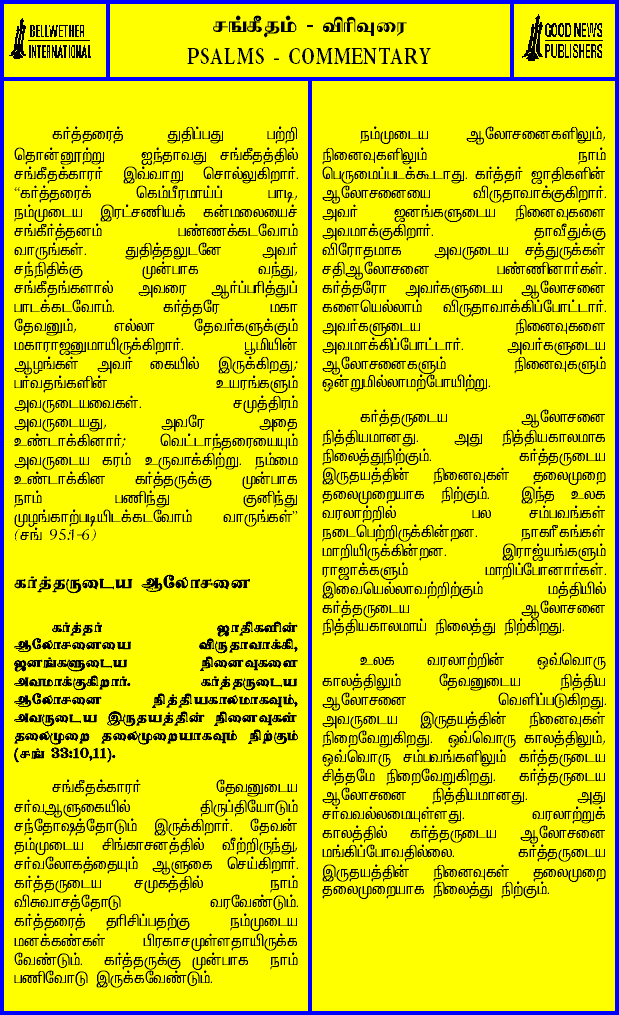 BELLWETHER
INTERNATIONAL
சங்கீதம் - விரிவுரை
PSALMS - COMMENTARY
GOOD NEWS
PUBLISHERS
கர்த்தரைத் துதிப்பது பற்றி
தொன்னூற்று ஐந்தாவது சங்கீதத்தில்
சங்கீதக்காரர் இவ்வாறு சொல்லுகிறார்.
“கர்த்தரைக் கெம்பீரமாய்ப் பாடி,
நம்முடைய இரட்சணியக் கன்மலையைச்
சங்கீர்த்தனம் பண்ணக்கடவோம்
வாருங்கள். துதித்தலுடனே அவர்
சந்நிதிக்கு முன்பாக வந்து,
சங்கீதங்களால் அவரை ஆர்ப்பரித்துப்
பாடக்கடவோம். கர்த்தரே மகா
தேவனும், எல்லா தேவர்களுக்கும்
மகாராஜனுமாயிருக்கிறார். பூமியின்
ஆழங்கள் அவர் கையில் இருக்கிறது;
பர்வதங்களின் உயரங்களும்
அவருடையவைகள். சமுத்திரம்
அவருடையது, அவரே அதை
உண்டாக்கினார்; வெட்டாந்தரையையும்
அவருடைய கரம் உருவாக்கிற்று. நம்மை
உண்டாக்கின கர்த்தருக்கு முன்பாக
நாம் பணிந்து குனிந்து
முழங்காற்படியிடக்கடவோம் வாருங்கள்”
(சங் 95:1-6)
கர்த்தருடைய ஆலோசனை
கர்த்தர் ஜாதிகளின்
ஆலோசனையை விருதாவாக்கி,
ஜனங்களுடைய நினைவுகளை
அவமாக்குகிறார். கர்த்தருடைய
ஆலோசனை நித்தியகாலமாகவும்,
அவருடைய இருதயத்தின் நினைவுகள்
தலைமுறை தலைமுறையாகவும் நிற்கும்
(சங் 33:10,11).
சங்கீதக்காரர் தேவனுடைய
சர்வஆளுகையில் திருப்தியோடும்
சந்தோஷத்தோடும் இருக்கிறார். தேவன்
தம்முடைய சிங்காசனத்தில் வீற்றிருந்து,
சர்வலோகத்தையும் ஆளுகை செய்கிறார்.
கர்த்தருடைய சமுகத்தில் நாம்
விசுவாசத்தோடு வரவேண்டும்.
கர்த்தரைத் தரிசிப்பதற்கு நம்முடைய
மனக்கண்கள் பிரகாசமுள்ளதாயிருக்க
வேண்டும். கர்த்தருக்கு முன்பாக நாம்
பணிவோடு இருக்கவேண்டும்.
நம்முடைய ஆலோசனைகளிலும்,
நினைவுகளிலும் நாம்
பெருமைப்படக்கூடாது. கர்த்தர் ஜாதிகளின்
ஆலோசனையை விருதாவாக்குகிறார்.
அவர் ஜனங்களுடைய நினைவுகளை
அவமாக்குகிறார். தாவீதுக்கு
விரோதமாக அவருடைய சத்துருக்கள்
சதிஆலோசனை பண்ணினார்கள்.
கர்த்தரோ அவர்களுடைய ஆலோசனை
களையெல்லாம் விருதாவாக்கிப்போட்டார்.
அவர்களுடைய நினைவுகளை
அவமாக்கிப்போட்டார். அவர்களுடைய
ஆலோசனைகளும் நினைவுகளும்
ஒன்றுமில்லாமற்போயிற்று.
கர்த்தருடைய ஆலோசனை
நித்தியமானது. அது நித்தியகாலமாக
நிலைத்துநிற்கும். கர்த்தருடைய
இருதயத்தின் நினைவுகள் தலைமுறை
தலைமுறையாக நிற்கும். இந்த உலக
வரலாற்றில் பல சம்பவங்கள்
நடைபெற்றிருக்கின்றன. நாகரீகங்கள்
மாறியிருக்கின்றன. இராஜ்யங்களும்
ராஜாக்களும் மாறிப்போனார்கள்.
இவையெல்லாவற்றிற்கும் மத்தியில்
கர்த்தருடைய ஆலோசனை
நித்தியகாலமாய் நிலைத்து நிற்கிறது.
உலக வரலாற்றின் ஒவ்வொரு
காலத்திலும் தேவனுடைய நித்திய
ஆலோசனை வெளிப்படுகிறது.
அவருடைய இருதயத்தின் நினைவுகள்
நிறைவேறுகிறது. ஒவ்வொரு காலத்திலும்,
ஒவ்வொரு சம்பவங்களிலும் கர்த்தருடைய
சித்தமே நிறைவேறுகிறது. கர்த்தருடைய
ஆலோசனை நித்தியமானது. அது
சர்வவல்லமையுள்ளது. வரலாற்றுக்
காலத்தில் கர்த்தருடைய ஆலோசனை
மங்கிப்போவதில்லை. கர்த்தருடைய
இருதயத்தின் நினைவுகள் தலைமுறை
தலைமுறையாக நிலைத்து நிற்கும்.